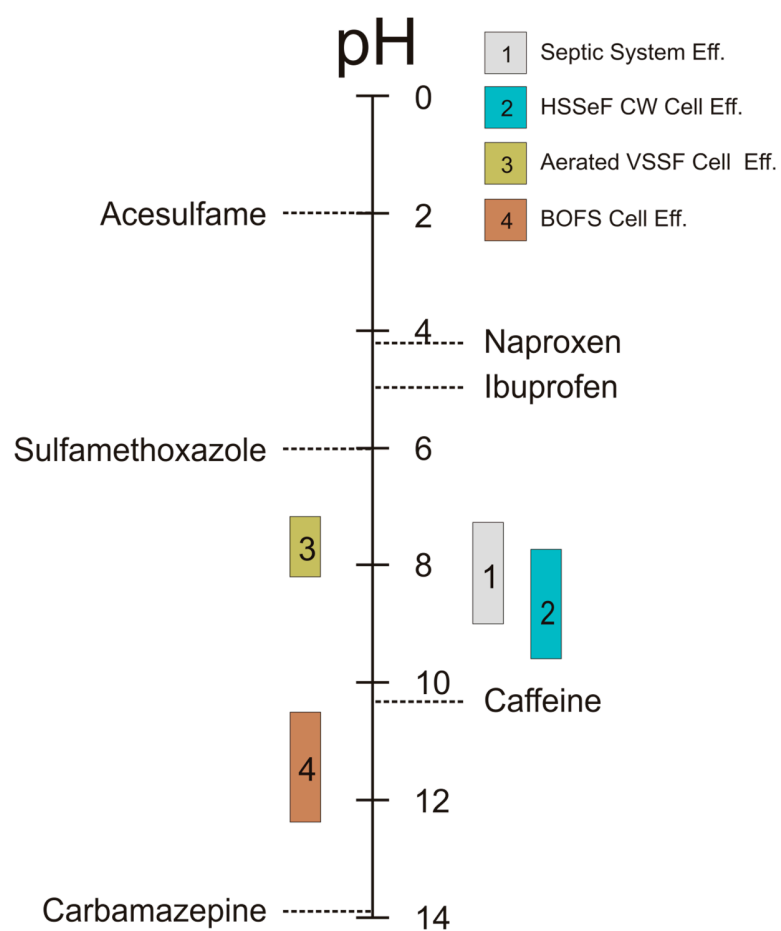 pH
1 Septic System Eff.
2 HSSeF CW Cell Eff.
3 Aerated VSSF Cell Eff.
4 BOFS Cell Eff.
0
Acesulfame 2
4
Naproxen
Ibuprofen
Sulfamethoxazole 6
3 8 1 2
10
Caffeine
4
12
Carbamazepine 14